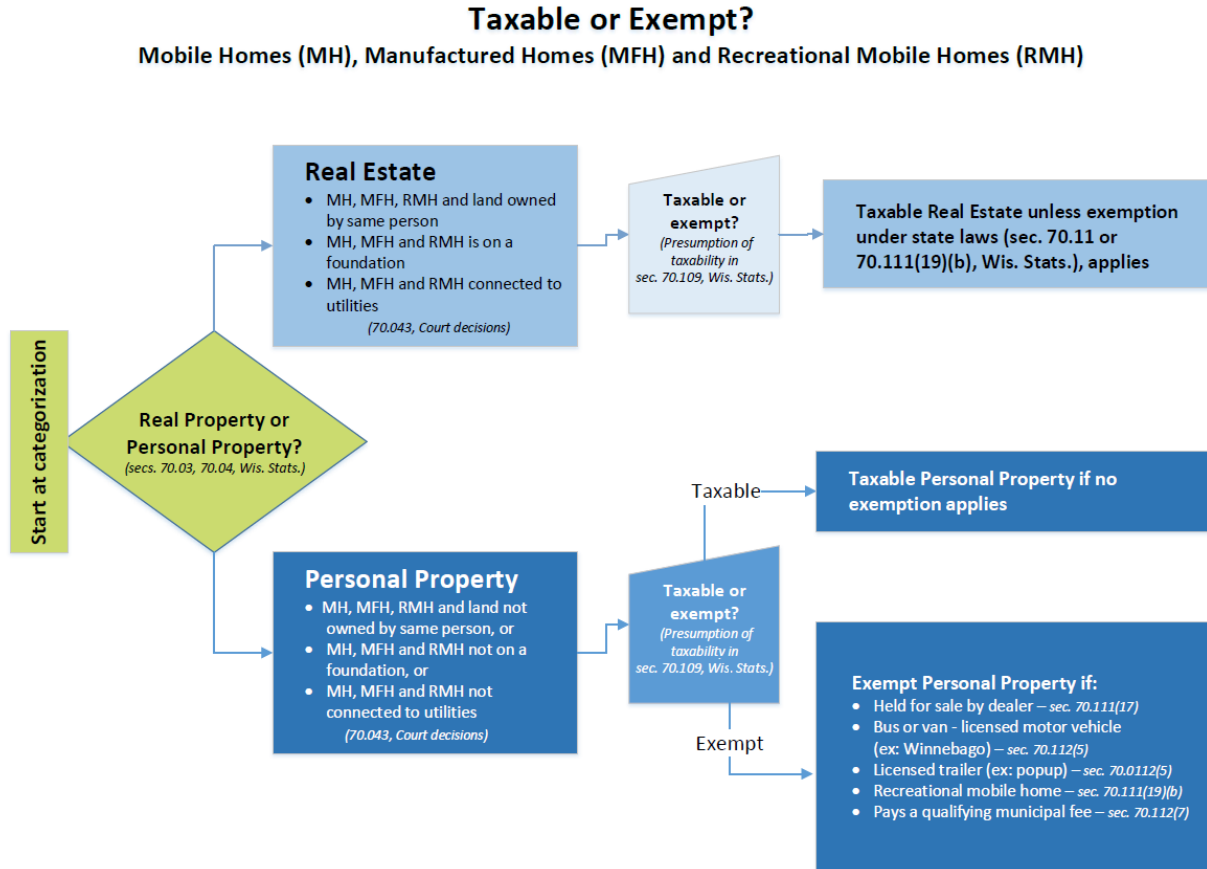 Taxable or Exempt?
Mobile Homes (MH), Manufactured Homes (MFH) and Recreational Mobile Homes (RMH)
Start at categorization
Real Property or
Personal Property?
(secs. 70.03, 70.04, Wis. Stats.)
Real Estate
• MH, MFH, RMH and land owned
by same person
• MH, MFH and RMH is on a
foundation
• MH, MFH and RMH connected to
utilities
(70.043, Court decisions)
Taxable or
exempt?
(Presumption of
taxability in
sec. 70.109, Wis. Stats.)
Taxable Real Estate unless exemption
under state laws (sec. 70.11 or
70.111(19)(b), Wis. Stats.), applies
Personal Property
• MH, MFH, RMH and land not
owned by same person, or
• MH, MFH and RMH not on a
foundation, or
• MH, MFH and RMH not
connected to utilities
(70.043, Court decisions)
Taxable or
exempt?
(Presumption of
taxability in
sec. 70.109, Wis. Stats.)
Taxable
Taxable Personal Property if no
exemption applies
Exempt
Exempt Personal Property if:
• Held for sale by dealer – sec. 70.111(17)
• Bus or van - licensed motor vehicle
(ex: Winnebago) – sec. 70.112(5)
• Licensed trailer (ex: popup) – sec. 70.0112(5)
• Recreational mobile home – sec. 70.111(19)(b)
• Pays a qualifying municipal fee – sec. 70.112(7)